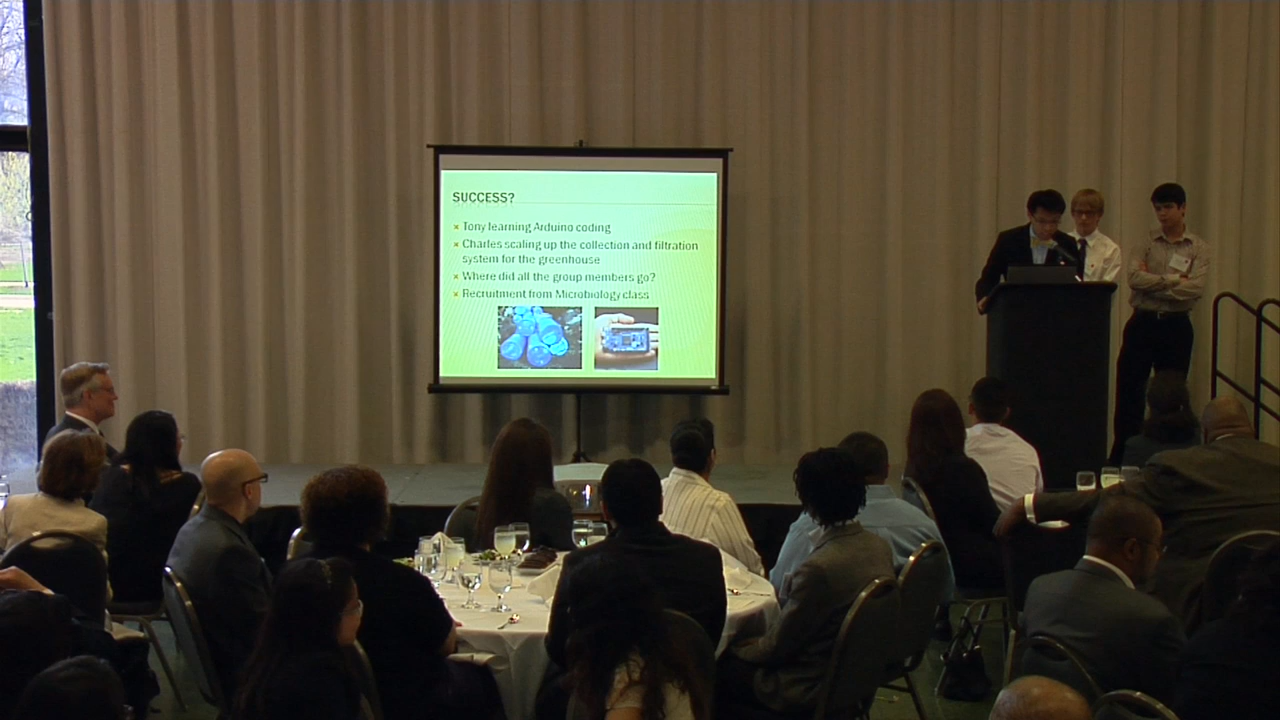 SUCCESS?
Tony learning Arduino coding
Charles scaling up the collection and filtration
system for the greenhouse
Where did all the group members go?
Recruitment from Microbiology class